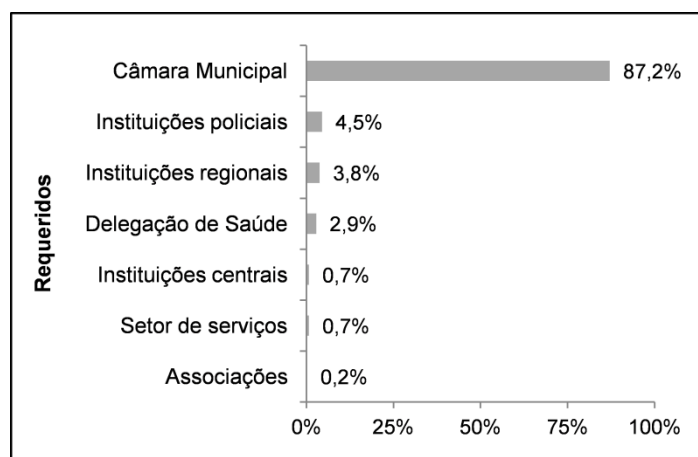 Requeridos
Câmara Municipal 87,2%
Instituições policiais 4,5%
Instituições regionais 3,8%
Delegação de Saúde 2,9%
Instituições centrais 0,7%
Setor de serviços 0,7%
Associações 0,2%
0% 25% 50% 75% 100%